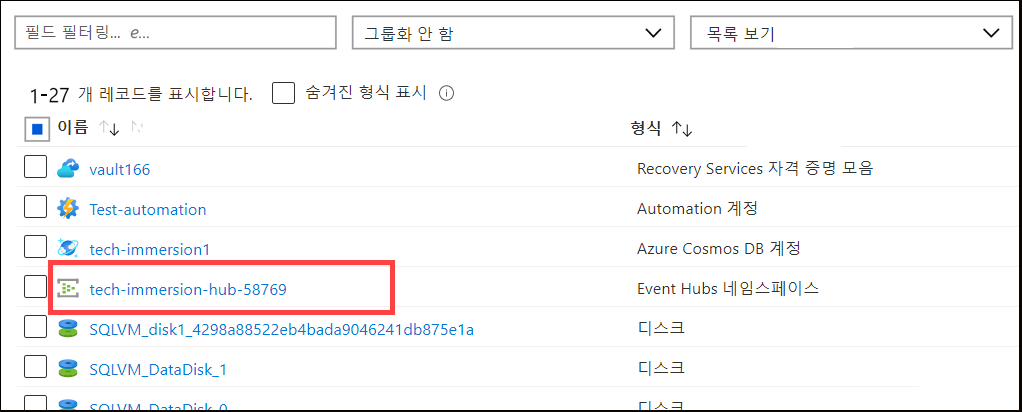 필드 필터링... e...
그룹화 안 함
목록 보기
1-27 개 레코드를 표시합니다. 숨겨진 형식 표시
이름 형식
vault166 Recovery Services 자격 증명 모음
Test-automation Automation 계정
tech-immersion1 Azure Cosmos DB 계정
tech-immersion-hub-58769 Event Hubs 네임스페이스
SQLVM_disk1_4298a88522eb4bada9046241db875e1a 디스크
SQLVM_DataDisk_1 디스크
SQLVM_DataDisk_0 디스크